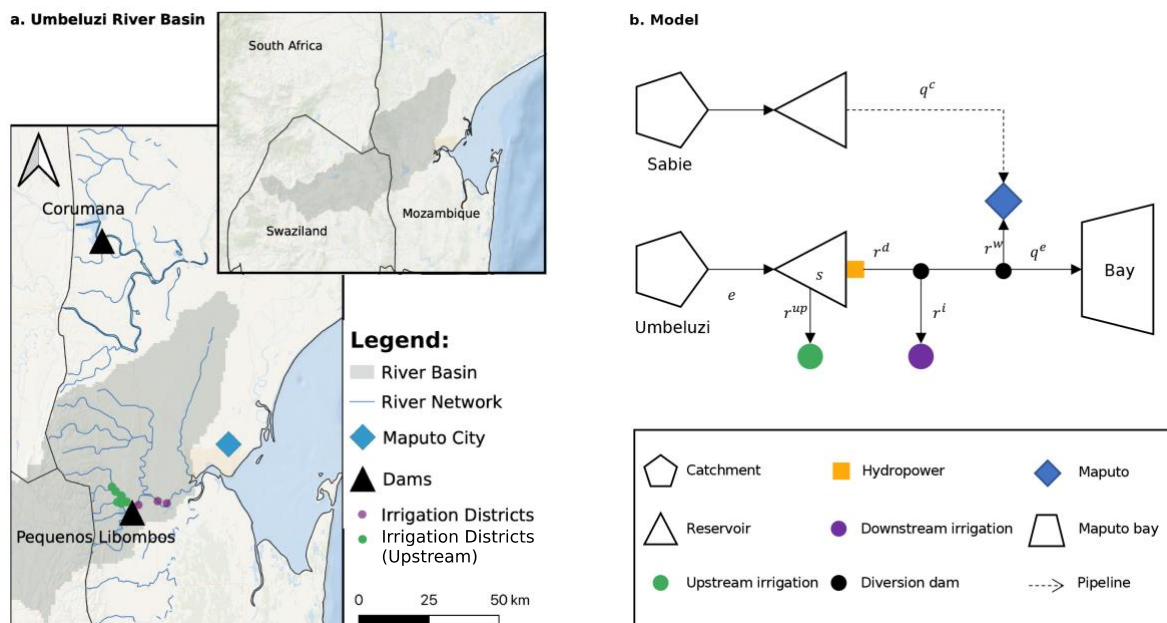 a. Umbeluzi River Basin
South Africa
Swaziland
Mozambique
Corumana
Pequenos Libombos
Legend:
River Basin
River Network
Maputo City
Dams
Irrigation Districts
Irrigation Districts
(Upstream)
0 25 50 km
b. Model
q^c
Sabie
r^d
r^w
q^e
Bay
s
e
r^{up}
r^i
Umbeluzi
Catchment
Hydropower
Maputo
Reservoir
Downstream irrigation
Maputo bay
Upstream irrigation
Diversion dam
Pipeline